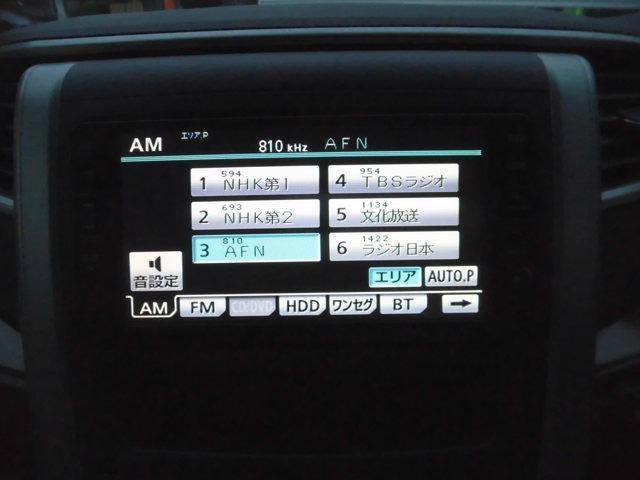 AM エリア.P 810 kHz AFN
1 594 NHK第1 4 954 TBSラジオ
2 693 NHK第2 5 1134 文化放送
3 810 AFN 6 1422 ラジオ日本
音設定 エリア AUTO.P
AM FM CD/DVD HDD ワンセグ BT →